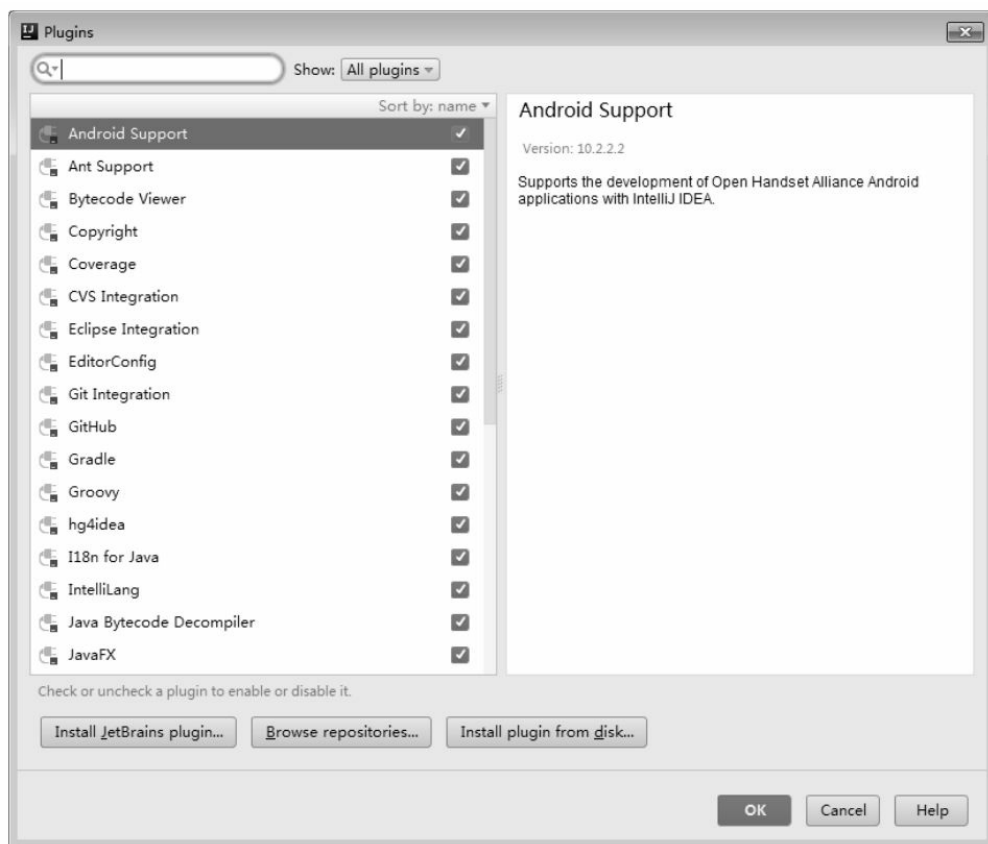 Plugins
Show: All plugins
Sort by: name
Android Support
Ant Support
Bytecode Viewer
Copyright
Coverage
CVS Integration
Eclipse Integration
EditorConfig
Git Integration
GitHub
Gradle
Groovy
hg4idea
I18n for Java
IntelliLang
Java Bytecode Decompiler
JavaFX
Check or uncheck a plugin to enable or disable it.
Install JetBrains plugin...
Browse repositories...
Install plugin from disk...
Android Support
Version: 10.2.2.2
Supports the development of Open Handset Alliance Android
applications with IntelliJ IDEA.
OK
Cancel
Help